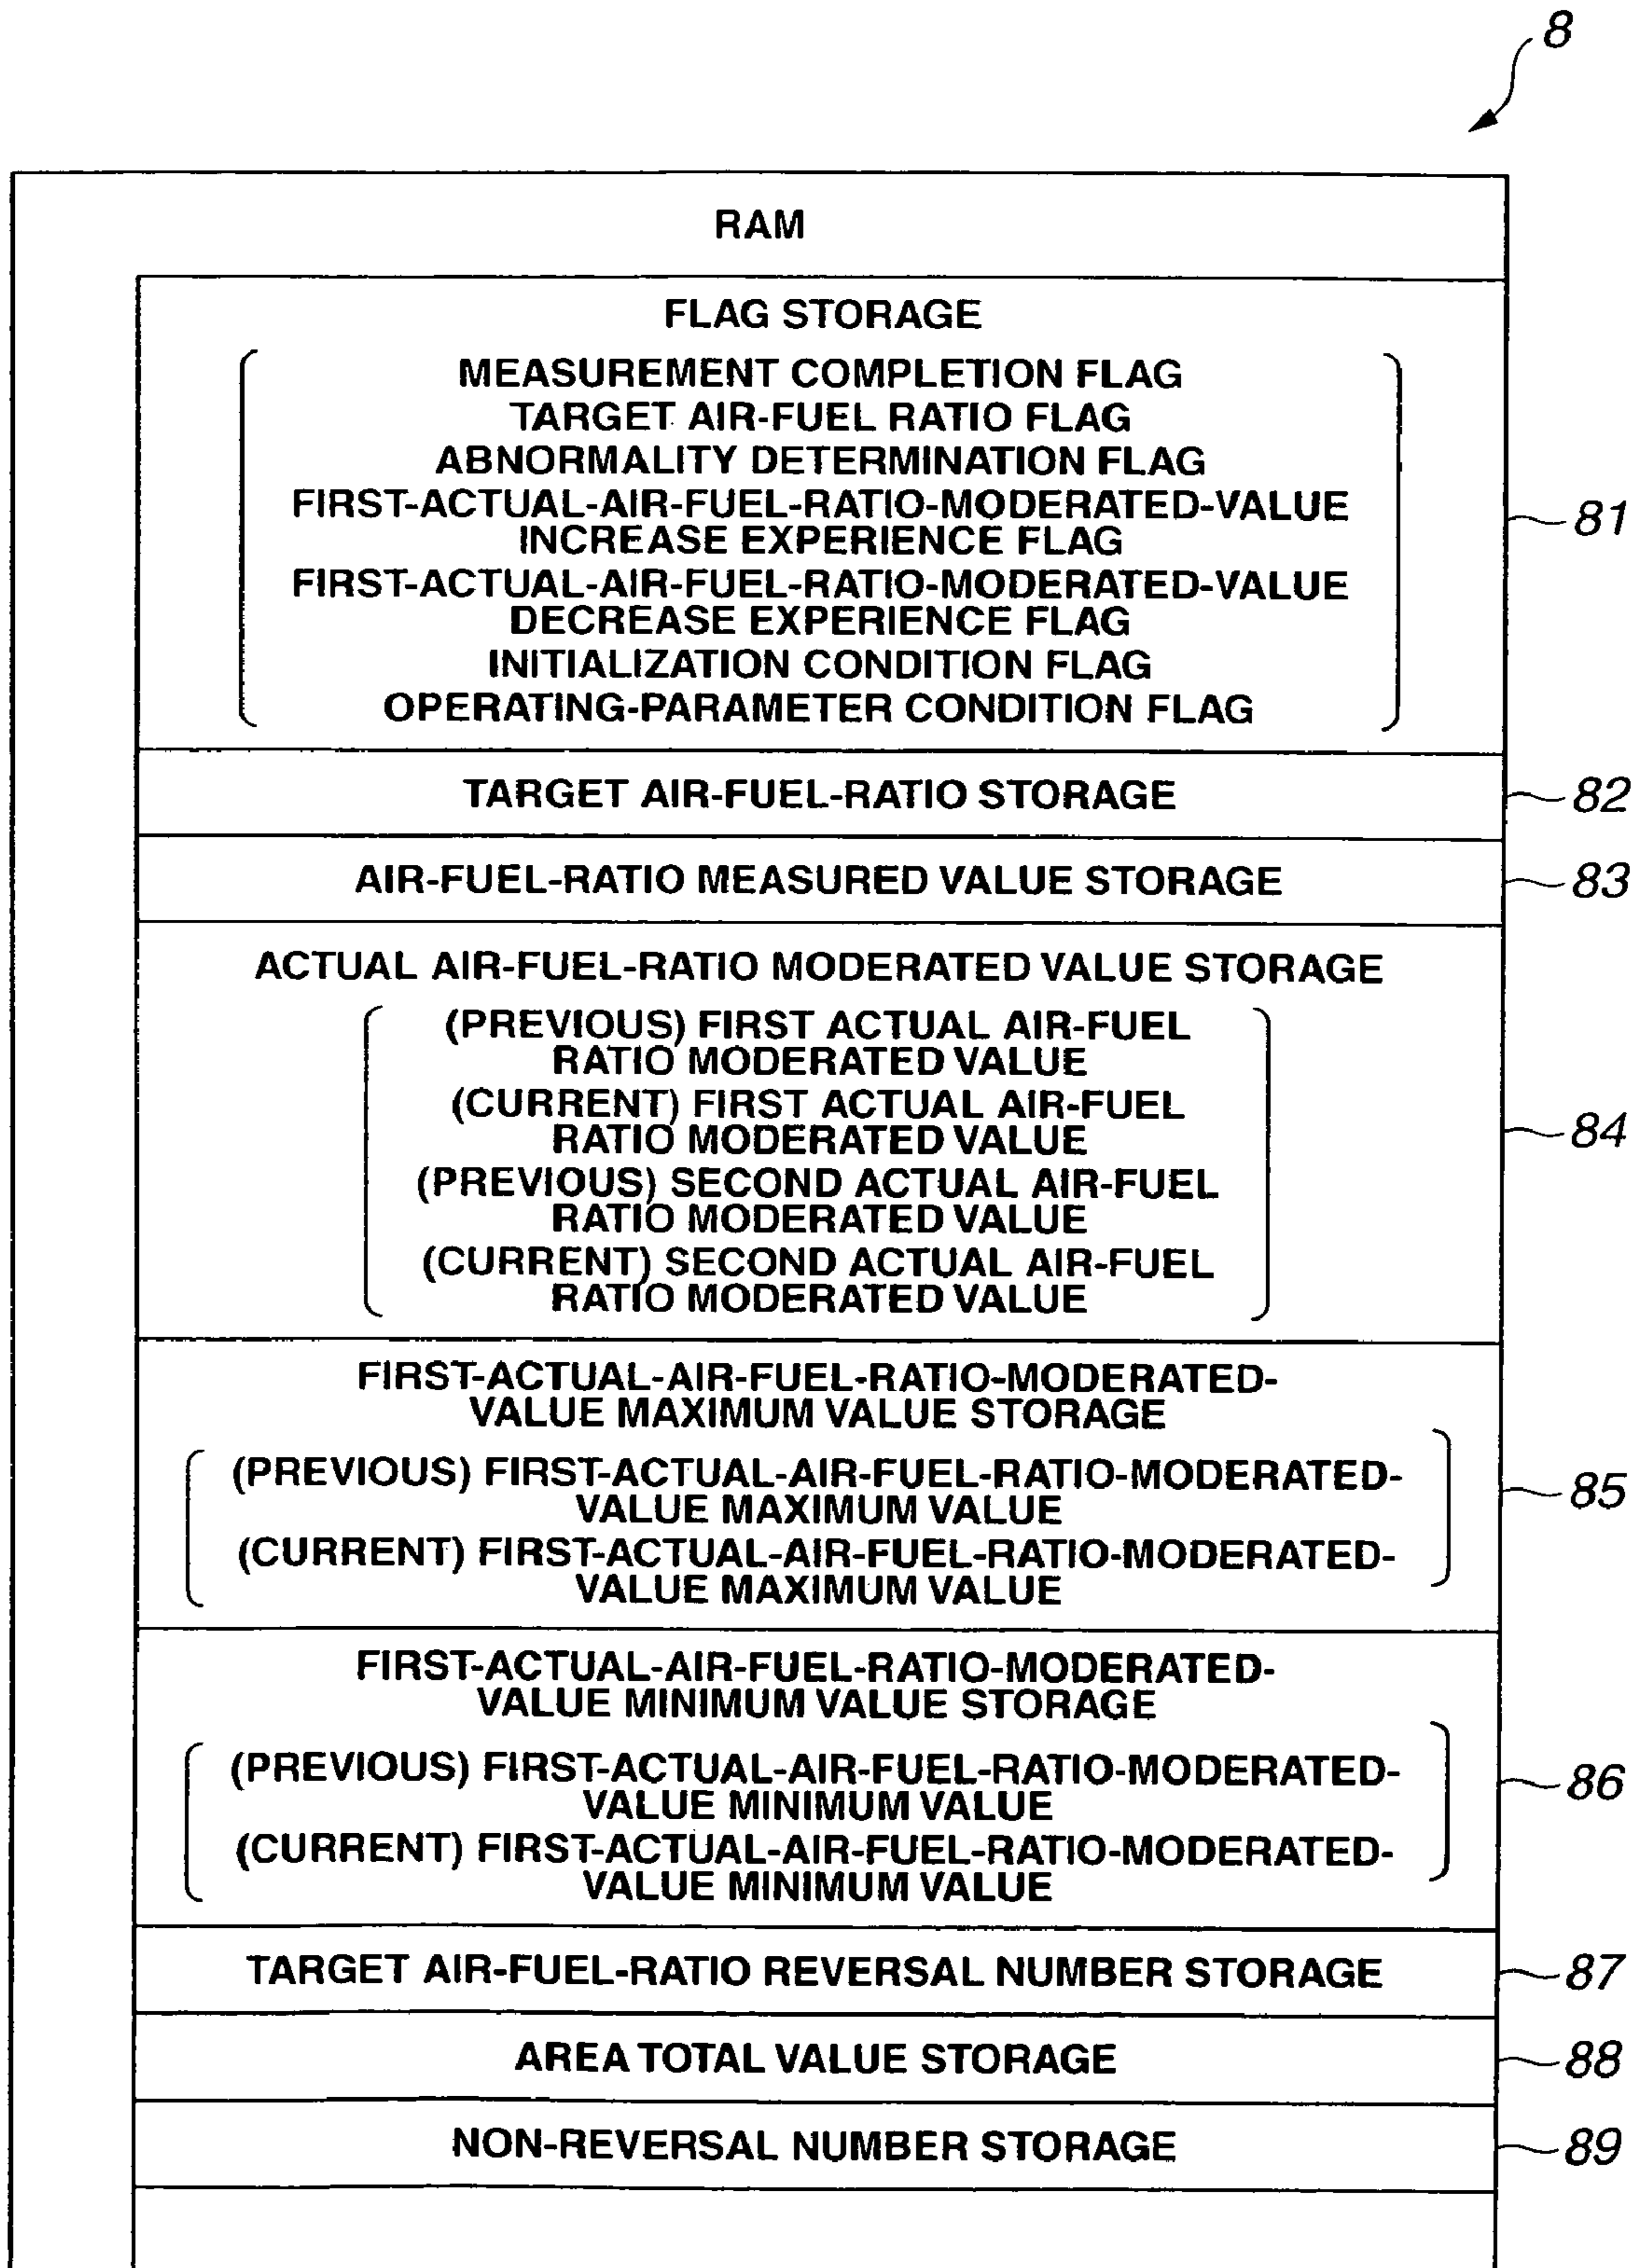 8
RAM
FLAG STORAGE
MEASUREMENT COMPLETION FLAG
TARGET AIR-FUEL RATIO FLAG
ABNORMALITY DETERMINATION FLAG
FIRST-ACTUAL-AIR-FUEL-RATIO-MODERATED-VALUE
INCREASE EXPERIENCE FLAG
FIRST-ACTUAL-AIR-FUEL-RATIO-MODERATED-VALUE
DECREASE EXPERIENCE FLAG
INITIALIZATION CONDITION FLAG
OPERATING-PARAMETER CONDITION FLAG
81
TARGET AIR-FUEL-RATIO STORAGE
82
AIR-FUEL-RATIO MEASURED VALUE STORAGE
83
ACTUAL AIR-FUEL-RATIO MODERATED VALUE STORAGE
(PREVIOUS) FIRST ACTUAL AIR-FUEL
RATIO MODERATED VALUE
(CURRENT) FIRST ACTUAL AIR-FUEL
RATIO MODERATED VALUE
(PREVIOUS) SECOND ACTUAL AIR-FUEL
RATIO MODERATED VALUE
(CURRENT) SECOND ACTUAL AIR-FUEL
RATIO MODERATED VALUE
84
FIRST-ACTUAL-AIR-FUEL-RATIO-MODERATED-
VALUE MAXIMUM VALUE STORAGE
(PREVIOUS) FIRST-ACTUAL-AIR-FUEL-RATIO-MODERATED-
VALUE MAXIMUM VALUE
(CURRENT) FIRST-ACTUAL-AIR-FUEL-RATIO-MODERATED-
VALUE MAXIMUM VALUE
85
FIRST-ACTUAL-AIR-FUEL-RATIO-MODERATED-
VALUE MINIMUM VALUE STORAGE
(PREVIOUS) FIRST-ACTUAL-AIR-FUEL-RATIO-MODERATED-
VALUE MINIMUM VALUE
(CURRENT) FIRST-ACTUAL-AIR-FUEL-RATIO-MODERATED-
VALUE MINIMUM VALUE
86
TARGET AIR-FUEL-RATIO REVERSAL NUMBER STORAGE
87
AREA TOTAL VALUE STORAGE
88
NON-REVERSAL NUMBER STORAGE
89